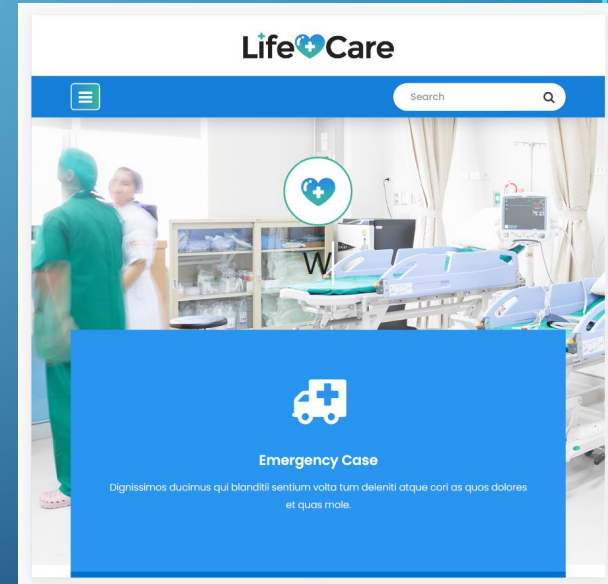 Life Care
Search
W
Emergency Case
Dignissimos ducimus qui blanditii sentium volta tum deleniti atque cori as quos dolores
et quas mole.